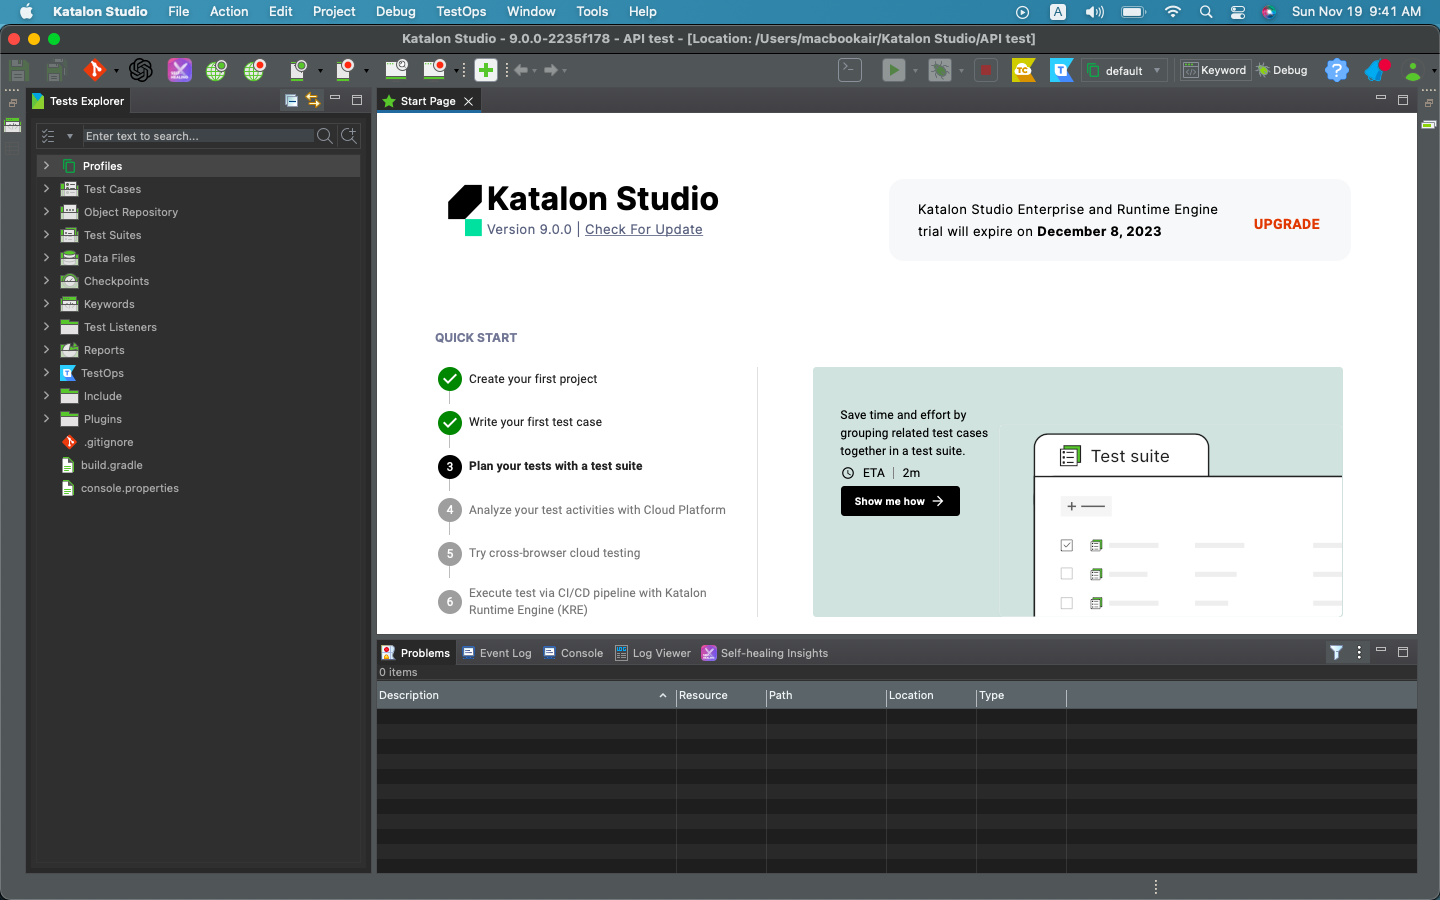 Katalon Studio File Action Edit Project Debug TestOps Window Tools Help A Sun Nov 19 9:41 AM
Katalon Studio - 9.0.0-2235f178 - API test - [Location: /Users/macbookair/Katalon Studio/API test]
TC T default Keyword Debug ?
Tests Explorer
Start Page
Enter text to search...
Profiles
Test Cases
Object Repository
Test Suites
Data Files
Checkpoints
Keywords
Test Listeners
Reports
TestOps
Include
Plugins
.gitignore
build.gradle
console.properties
Katalon Studio
Version 9.0.0 | Check For Update
Katalon Studio Enterprise and Runtime Engine
trial will expire on December 8, 2023
UPGRADE
QUICK START
Create your first project
Write your first test case
3 Plan your tests with a test suite
4 Analyze your test activities with Cloud Platform
5 Try cross-browser cloud testing
6 Execute test via CI/CD pipeline with Katalon
Runtime Engine (KRE)
Save time and effort by
grouping related test cases
together in a test suite.
ETA | 2m
Show me how
Test suite
Problems Event Log Console Log Viewer Self-healing Insights
0 items
Description Resource Path Location Type